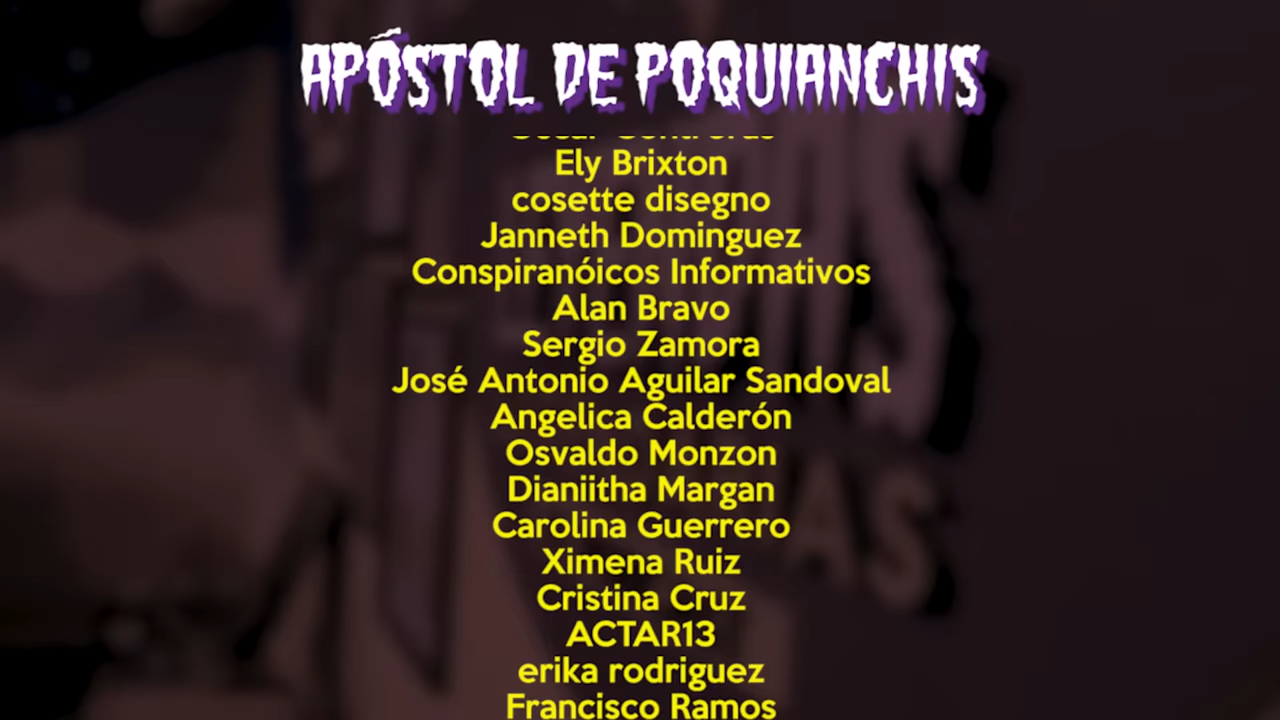 APÓSTOL DE POQUIANCHIS
Ely Brixton
cosette disegno
Janneth Dominguez
Conspiranóicos Informativos
Alan Bravo
Sergio Zamora
José Antonio Aguilar Sandoval
Angelica Calderón
Osvaldo Monzon
Dianiitha Margan
Carolina Guerrero
Ximena Ruiz
Cristina Cruz
ACTAR13
erika rodriguez
Francisco Ramos